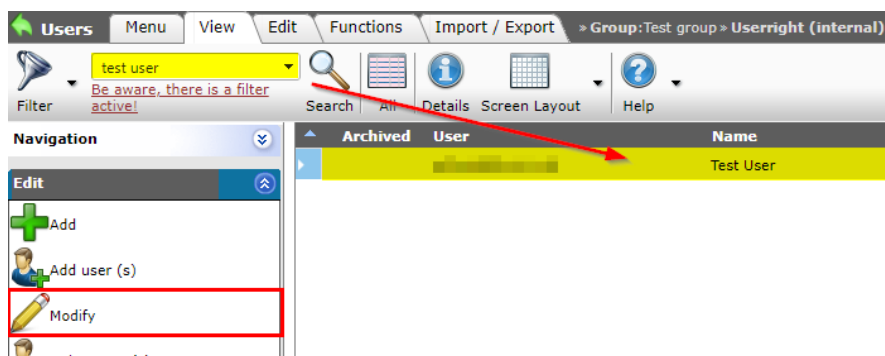 Users Menu View Edit Functions Import / Export » Group:Test group » Userright (internal)
test user
Be aware, there is a filter
active!
Filter Search All Details Screen Layout Help
Navigation
Archived User Name
Test User
Edit
Add
Add user (s)
Modify